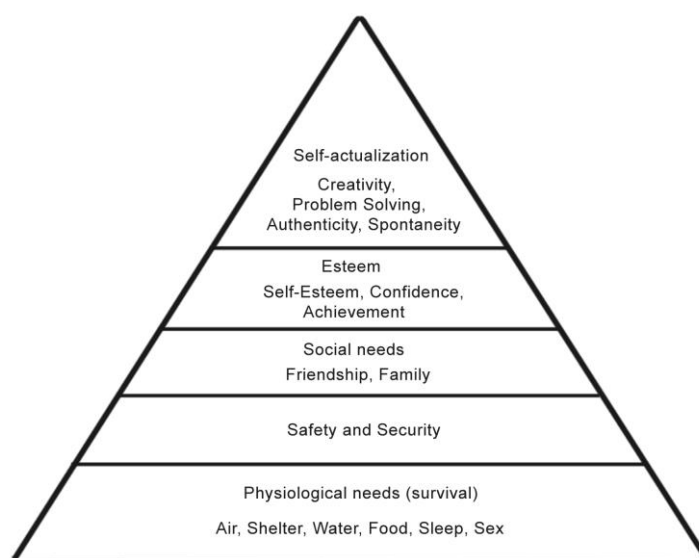 Self-actualization
Creativity,
Problem Solving,
Authenticity, Spontaneity
Esteem
Self-Esteem, Confidence,
Achievement
Social needs
Friendship, Family
Safety and Security
Physiological needs (survival)
Air, Shelter, Water, Food, Sleep, Sex